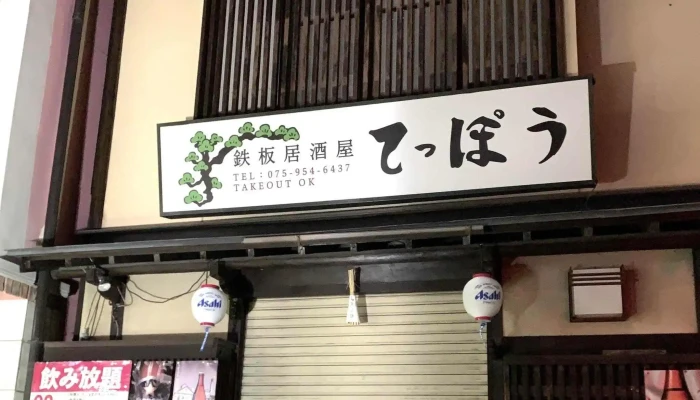 鉄板居酒屋 てっぽう
TEL：075-954-6437
TAKEOUT OK
Asahi
Asahi
飲み放題